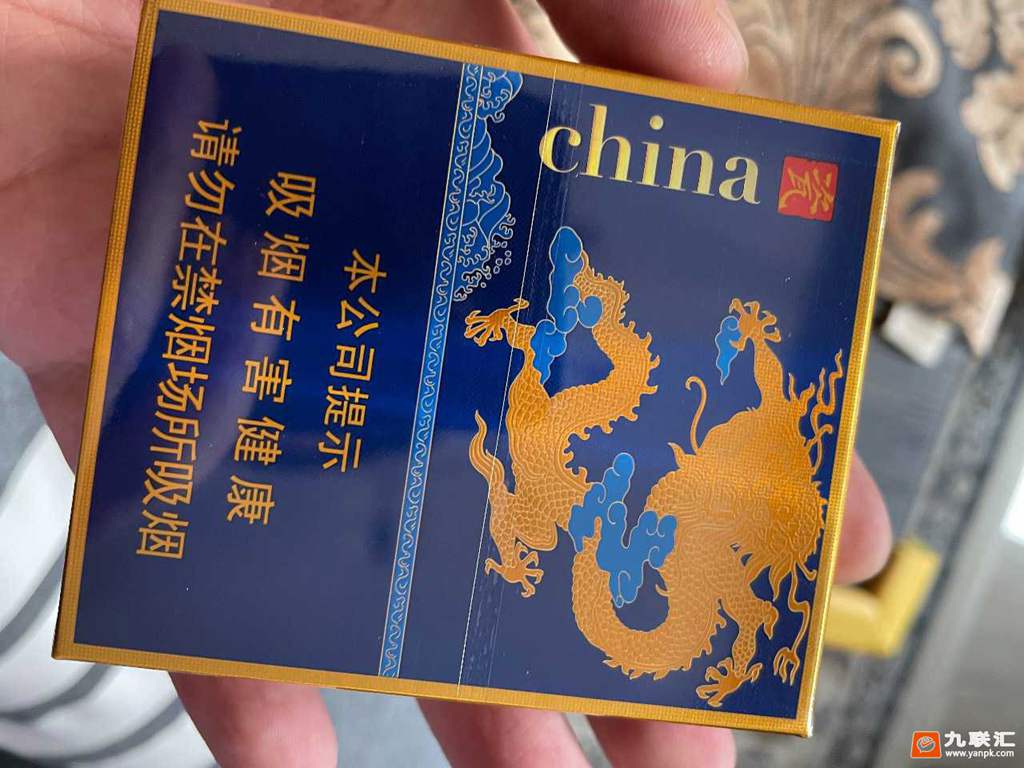 china
瓷
本公司提示
吸烟有害健康
请勿在禁烟场所吸烟
九联汇
www.yanpk.com